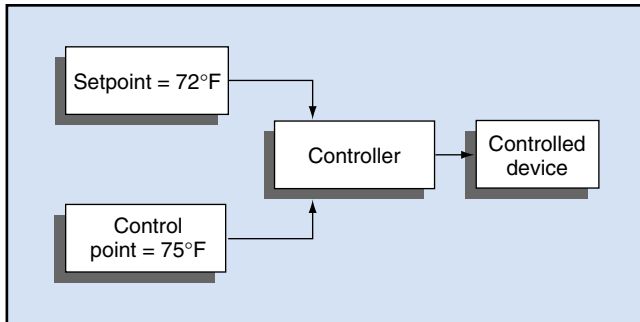 Setpoint = 72°F
Controller
Controlled
device
Control
point = 75°F